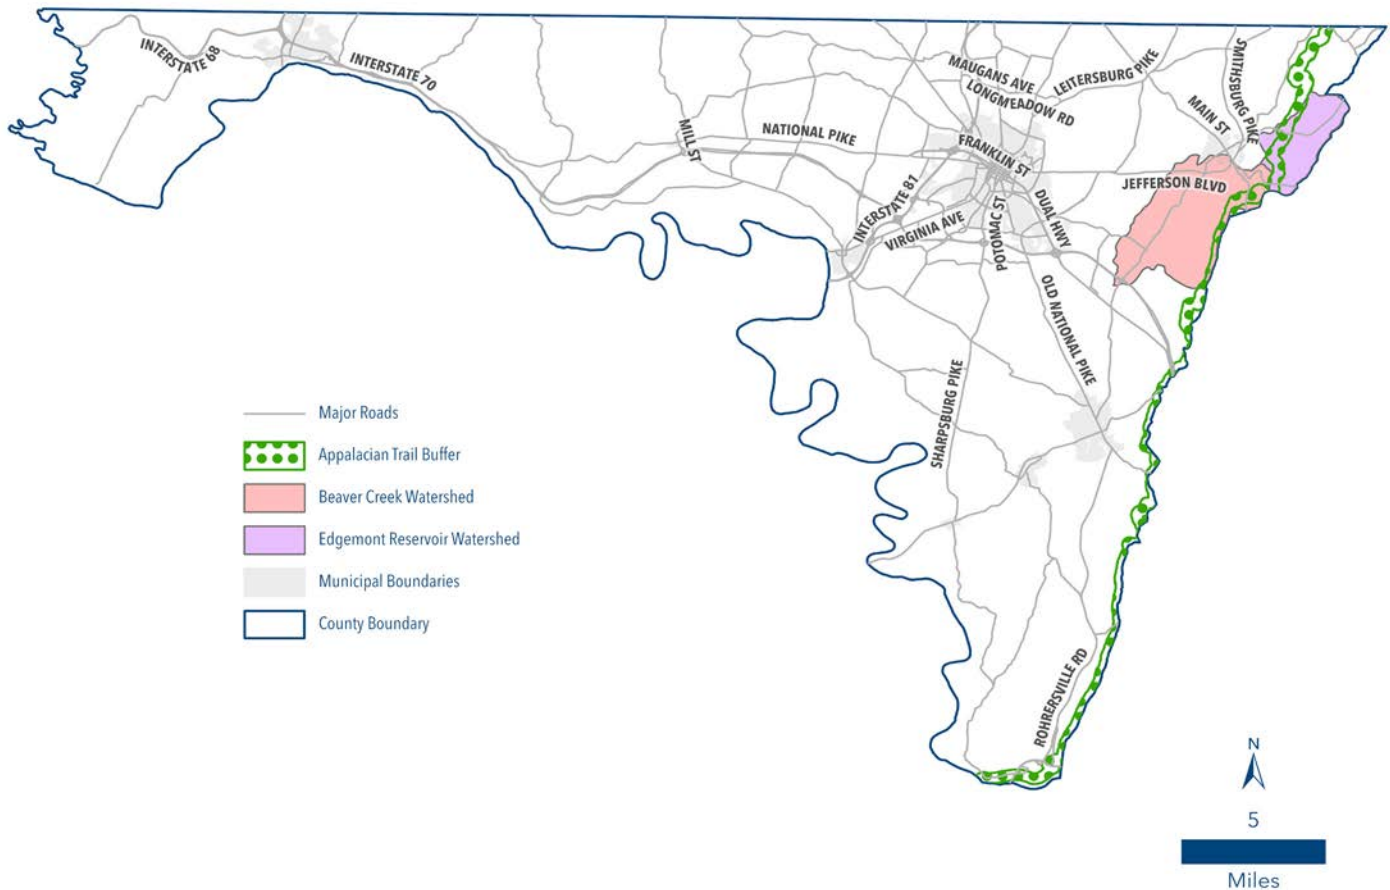 INTERSTATE 68
INTERSTATE 70
MILL ST
NATIONAL PIKE
MAUGANS AVE
LONGMEADOW RD
LEITERSBURG PIKE
SMITHSBURG PIKE
MAIN ST
FRANKLIN ST
JEFFERSON BLVD
INTERSTATE 81
VIRGINIA AVE
POTOMAC ST
DUAL HWY
OLD NATIONAL PIKE
SHARPSBURG PIKE
ROHRERSVILLE RD
Major Roads
Appalacian Trail Buffer
Beaver Creek Watershed
Edgemont Reservoir Watershed
Municipal Boundaries
County Boundary
N
5
Miles